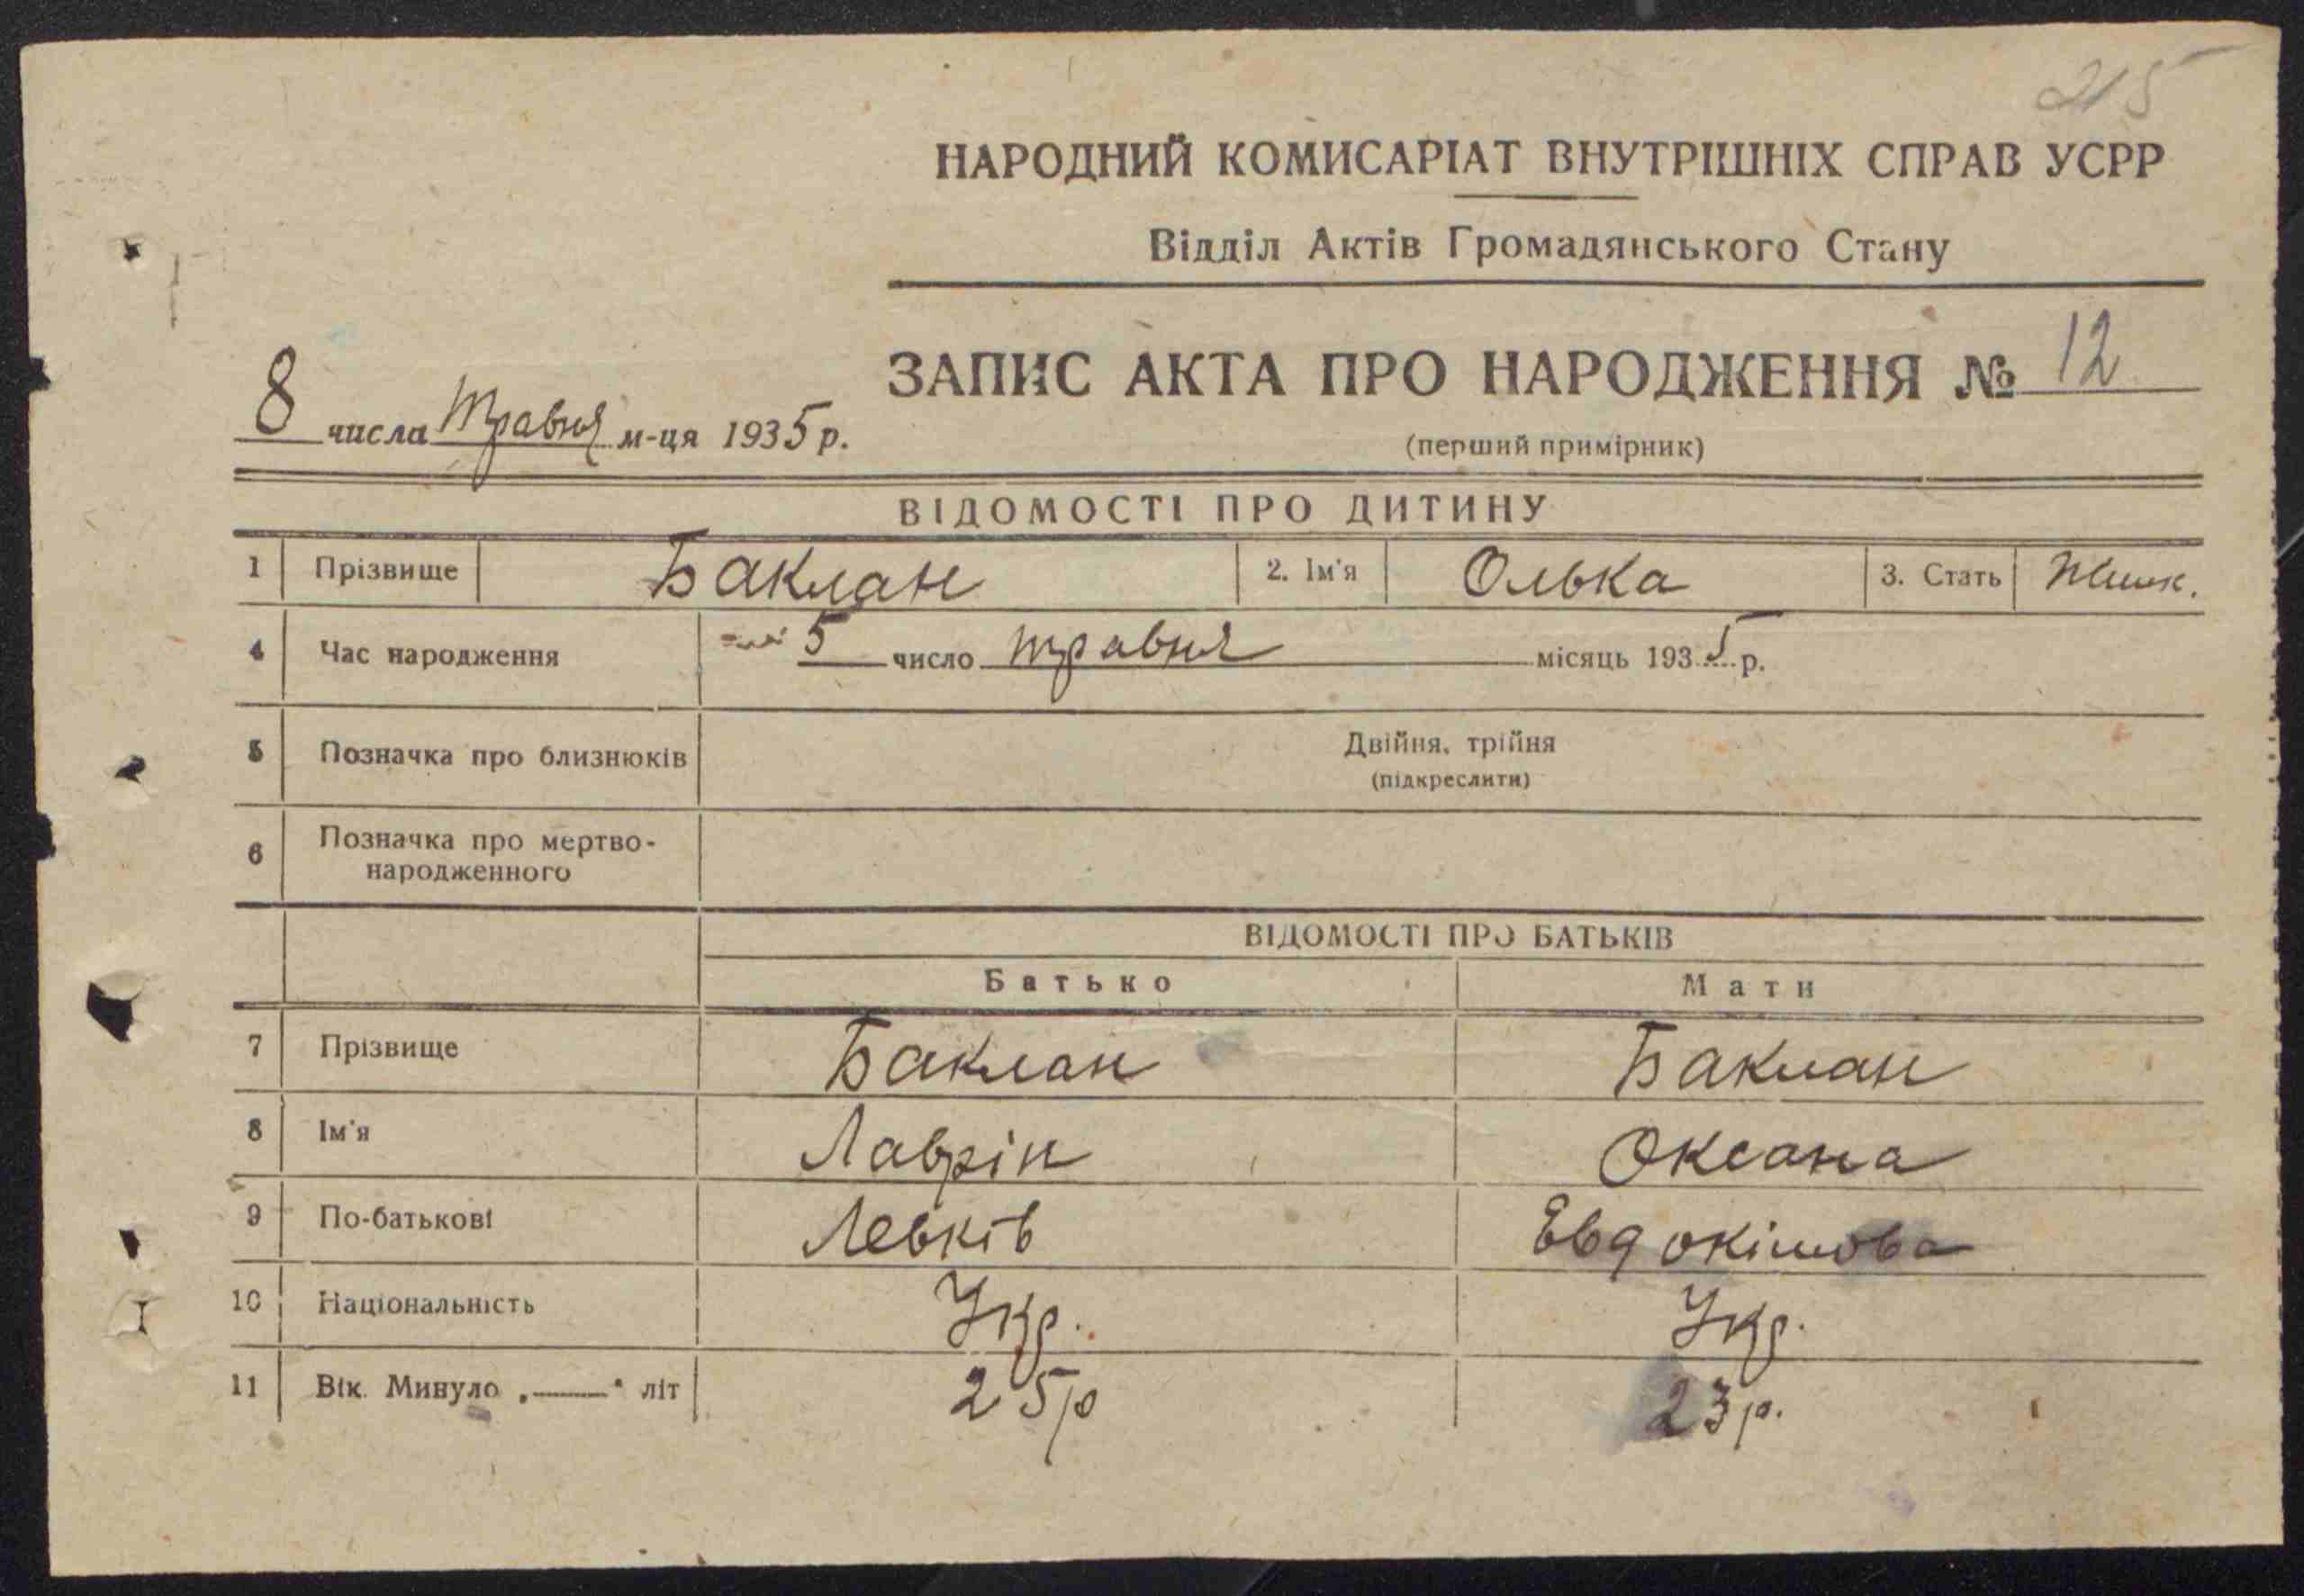 215
НАРОДНИЙ КОМИСАРІАТ ВНУТРІШНІХ СПРАВ УСРР
Відділ Актів Громадянського Стану
ЗАПИС АКТА ПРО НАРОДЖЕННЯ № 12
8 числа Травня м-ця 1935 р.
(перший примірник)
ВІДОМОСТІ ПРО ДИТИНУ
1 Прізвище Баклан 2. Ім'я Олька 3. Стать Жіньк.
4 Час народження 5 число травня місяць 1935 р.
5 Позначка про близнюків Двійня, трійня
(підкреслити)
6 Позначка про мертво-
народженного
ВІДОМОСТІ ПРО БАТЬКІВ
Батько Мати
7 Прізвище Баклан Баклан
8 Ім'я Лаврін Оксана
9 По-батькові Левків Евдокімова
10 Національність Укр. Укр.
11 Вік. Минуло „——" літ 25 р 23 р.